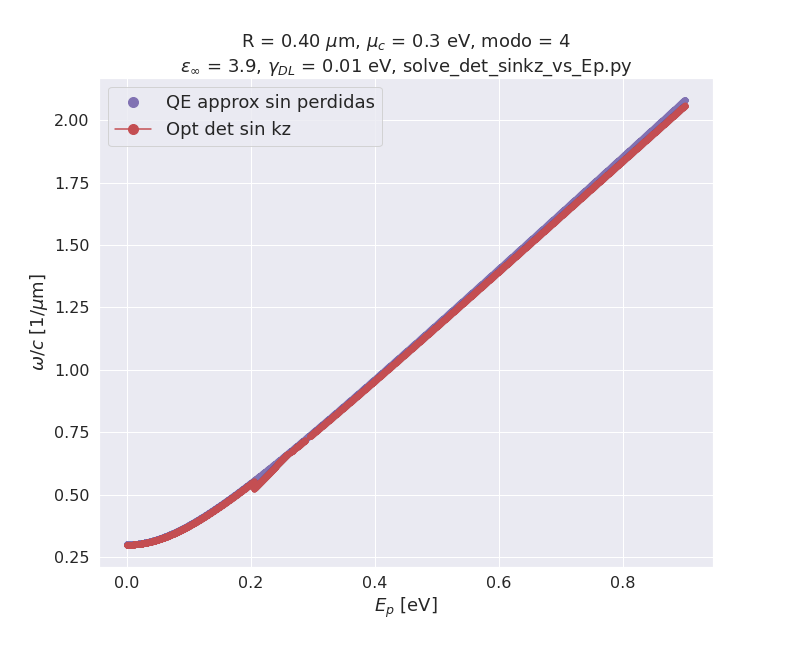 R = 0.40 μm, μ_c = 0.3 eV, modo = 4
ε_∞ = 3.9, γ_DL = 0.01 eV, solve_det_sinkz_vs_Ep.py
QE approx sin perdidas
Opt det sin kz
2.00
1.75
1.50
1.25
1.00
0.75
0.50
0.25
ω/c [1/μm]
0.0 0.2 0.4 0.6 0.8
E_p [eV]